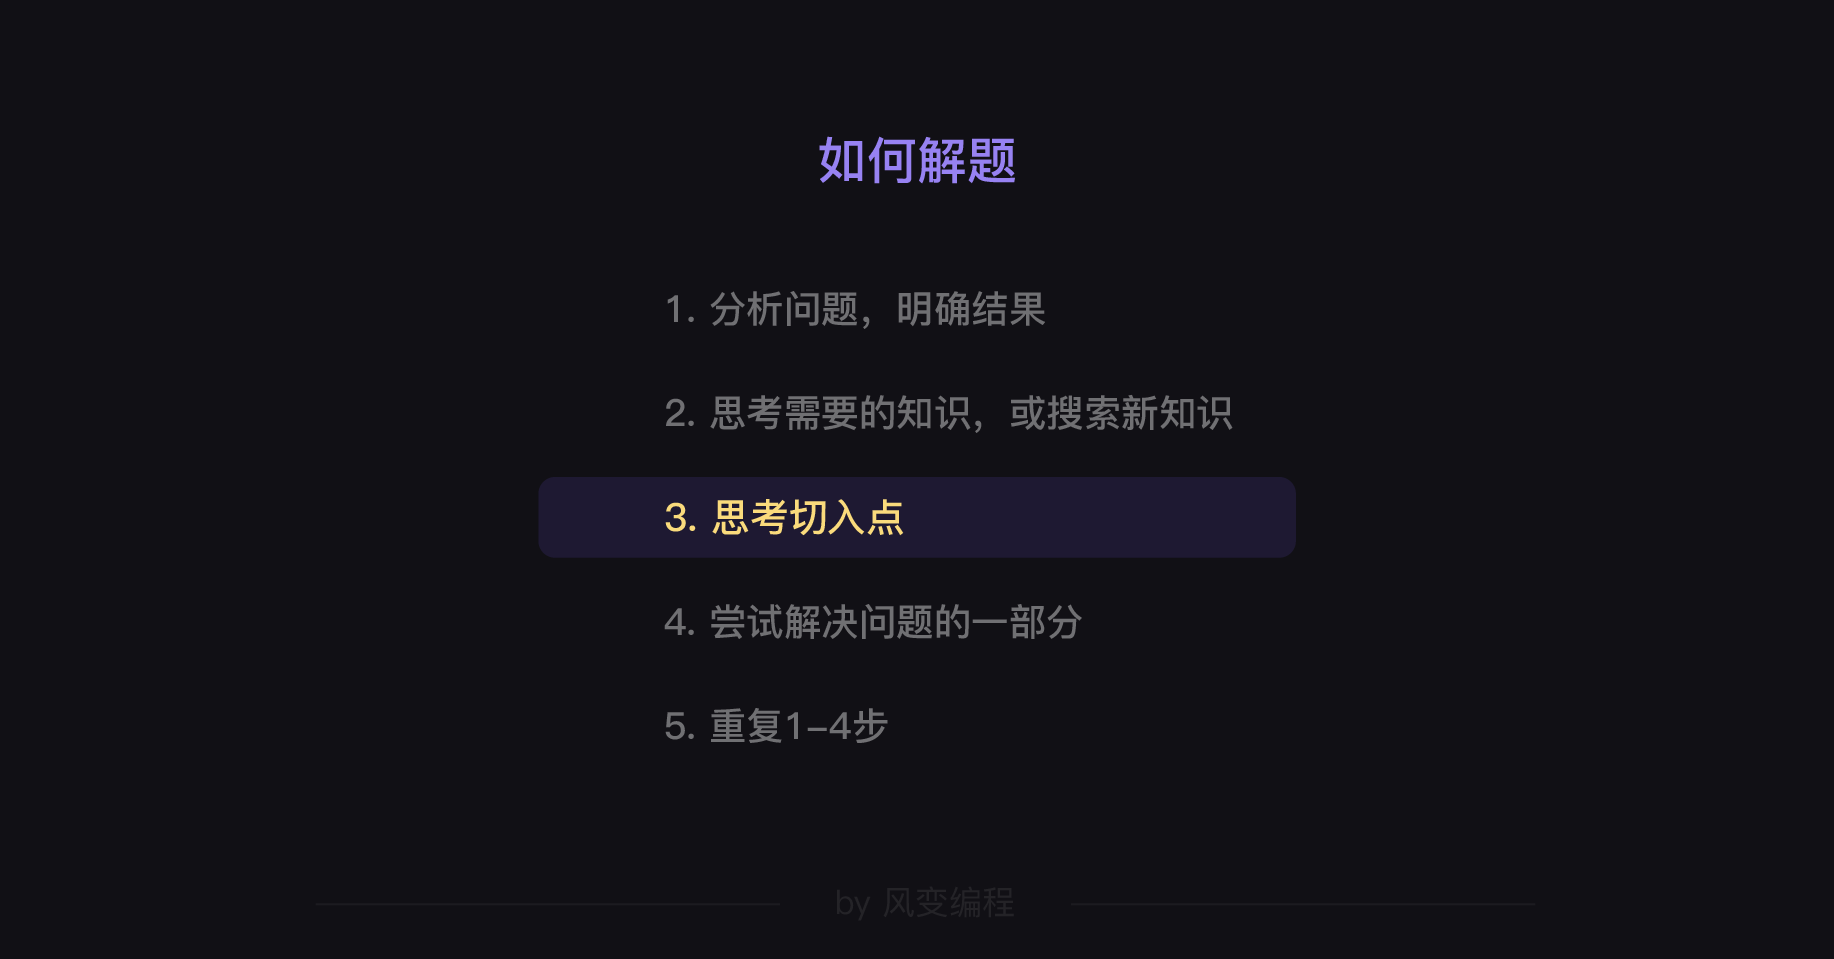 如何解题
1. 分析问题，明确结果
2. 思考需要的知识，或搜索新知识
3. 思考切入点
4. 尝试解决问题的一部分
5. 重复1-4步
by 风变编程